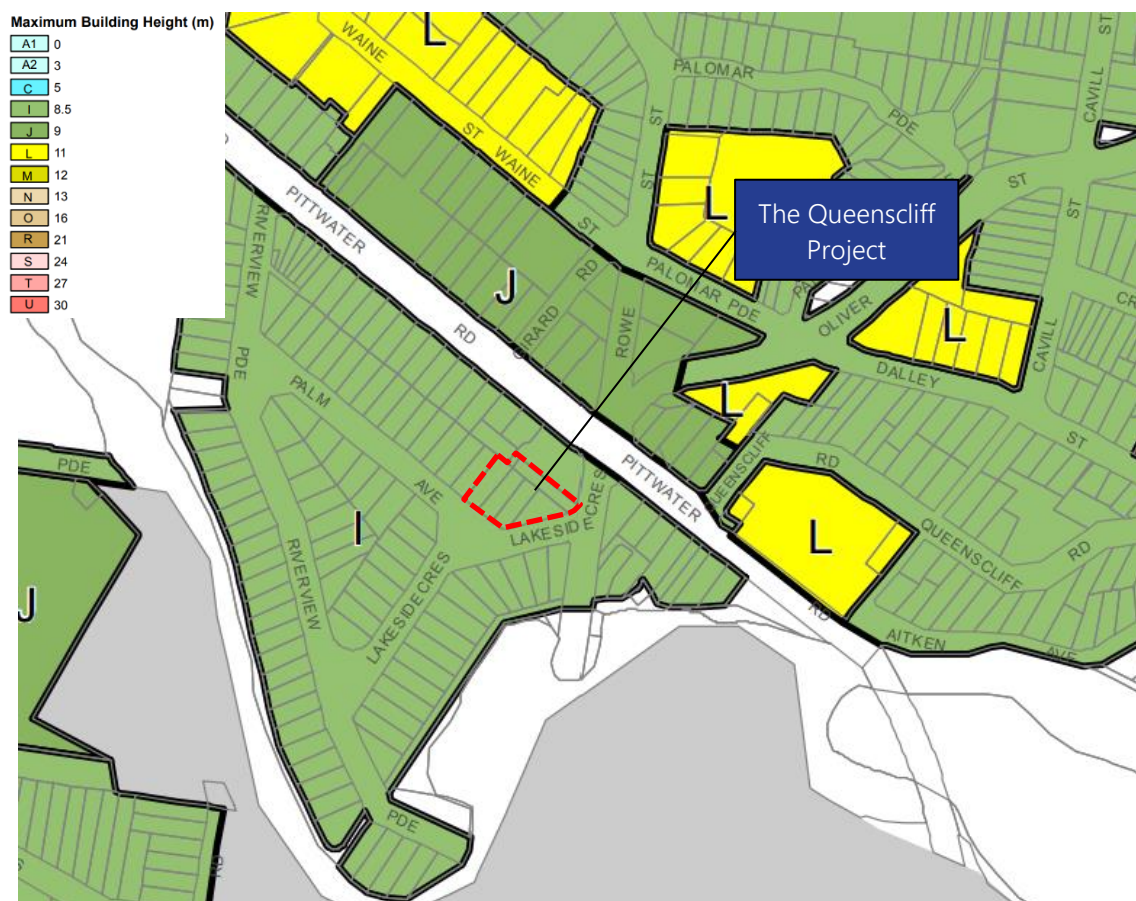 Maximum Building Height (m)
A1 0
A2 3
C 5
I 8.5
J 9
L 11
M 12
N 13
O 16
R 21
S 24
T 27
U 30
L
WAINE
ST WAINE
ST
PALOMAR
PDE
ST
ST
CAVILL
ST
L
The Queenscliff
Project
ST
ST
PITTWATER
RIVERVIEW
PDE
J
RD
GIRARD
RD
ROWE
PALOMAR PDE
OLIVER
L
CAVILL
DALLEY
ST
L
PALM
AVE
PITTWATER
RD
QUEENSCLIFF
RD
QUEENSCLIFF
RD
L
CRES
LAKESIDE
I
RIVERVIEW
LAKESIDE CRES
PDE
J
RD
AITKEN
AVE
PDE